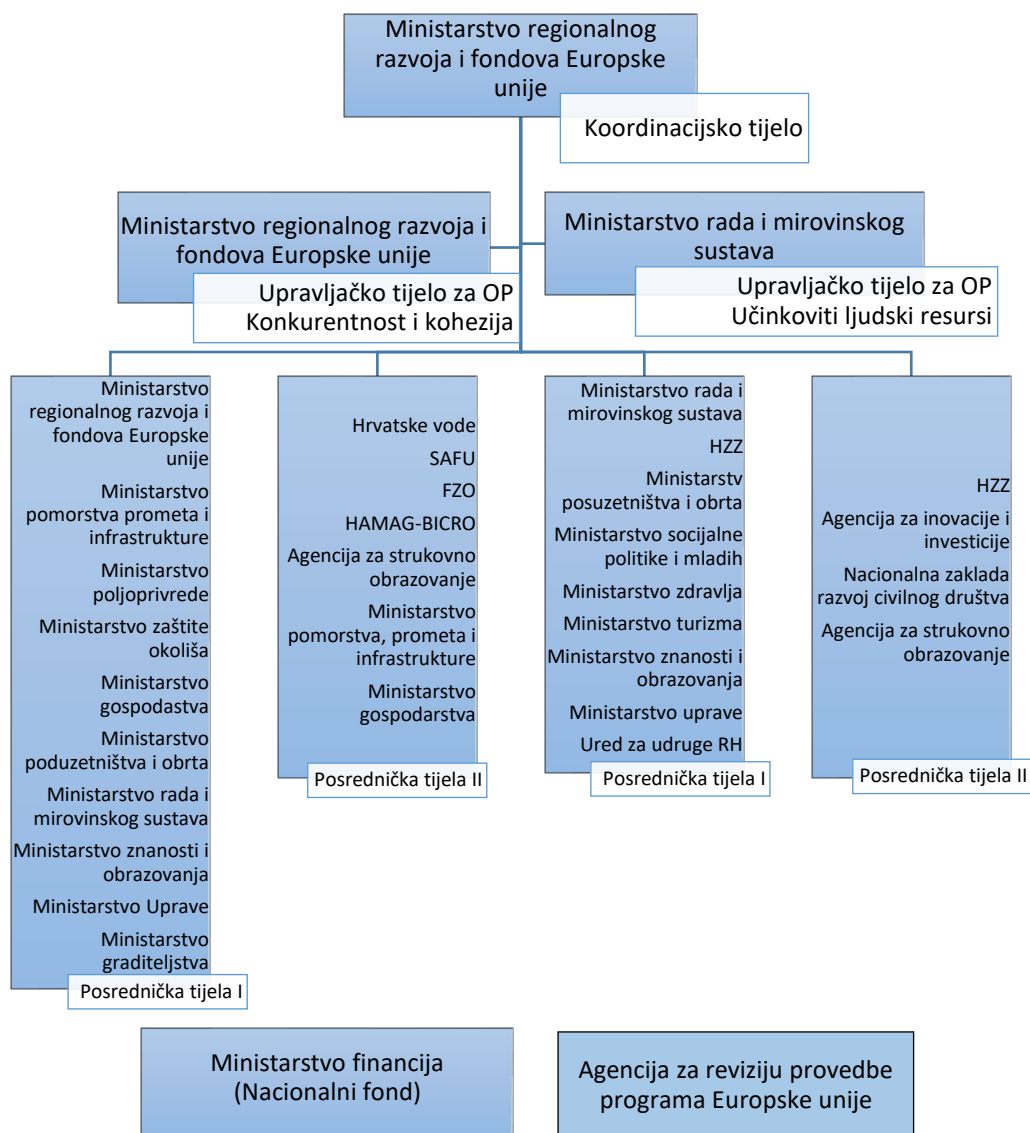 Ministarstvo regionalnog
razvoja i fondova Europske
unije
Koordinacijsko tijelo
Ministarstvo regionalnog razvoja i
fondova Europske unije
Upravljačko tijelo za OP
Konkurentnost i kohezija
Ministarstvo rada i mirovinskog
sustava
Upravljačko tijelo za OP
Učinkoviti ljudski resursi
Ministarstvo
regionalnog razvoja i
fondova Europske
unije
Ministarstvo
pomorstva prometa i
infrastrukture
Ministarstvo
poljoprivrede
Ministarstvo zaštite
okoliša
Ministarstvo
gospodastva
Ministarstvo
poduzetništva i obrta
Ministarstvo rada i
mirovinskog sustava
Ministarstvo znanosti i
obrazovanja
Ministarstvo Uprave
Ministarstvo
graditeljstva
Posrednička tijela I
Hrvatske vode
SAFU
FZO
HAMAG-BICRO
Agencija za strukovno
obrazovanje
Ministarstvo
pomorstva, prometa i
infrastrukture
Ministarstvo
gospodarstva
Posrednička tijela II
Ministarstvo rada i
mirovinskog sustava
HZZ
Ministarstv
posuzetništva i obrta
Ministarstvo socijalne
politike i mladih
Ministarstvo zdravlja
Ministarstvo turizma
Ministarstvo znanosti i
obrazovanja
Ministarstvo uprave
Ured za udruge RH
Posrednička tijela I
HZZ
Agencija za inovacije i
investicije
Nacionalna zaklada
razvoj civilnog društva
Agencija za strukovno
obrazovanje
Posrednička tijela II
Ministarstvo financija
(Nacionalni fond)
Agencija za reviziju provedbe
programa Europske unije